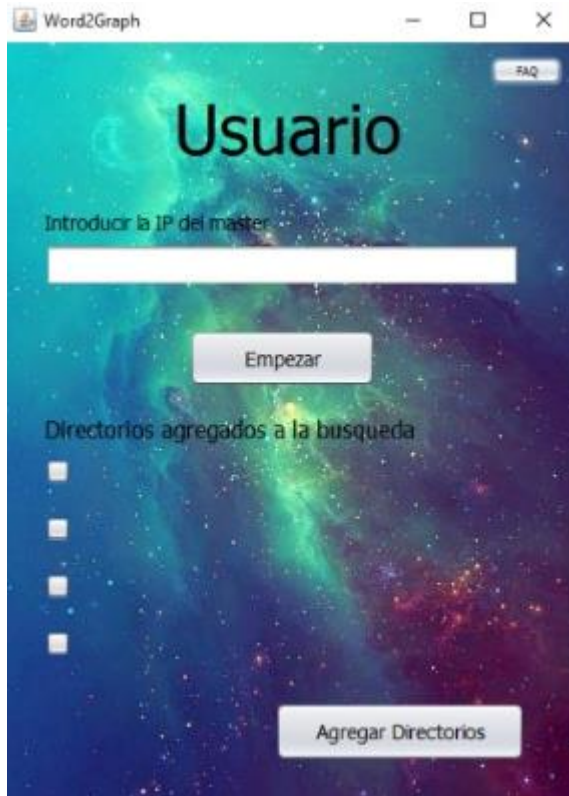 Word2Graph
FAQ
Usuario
Introducir la IP del master
Empezar
Directorios agregados a la busqueda
Agregar Directorios